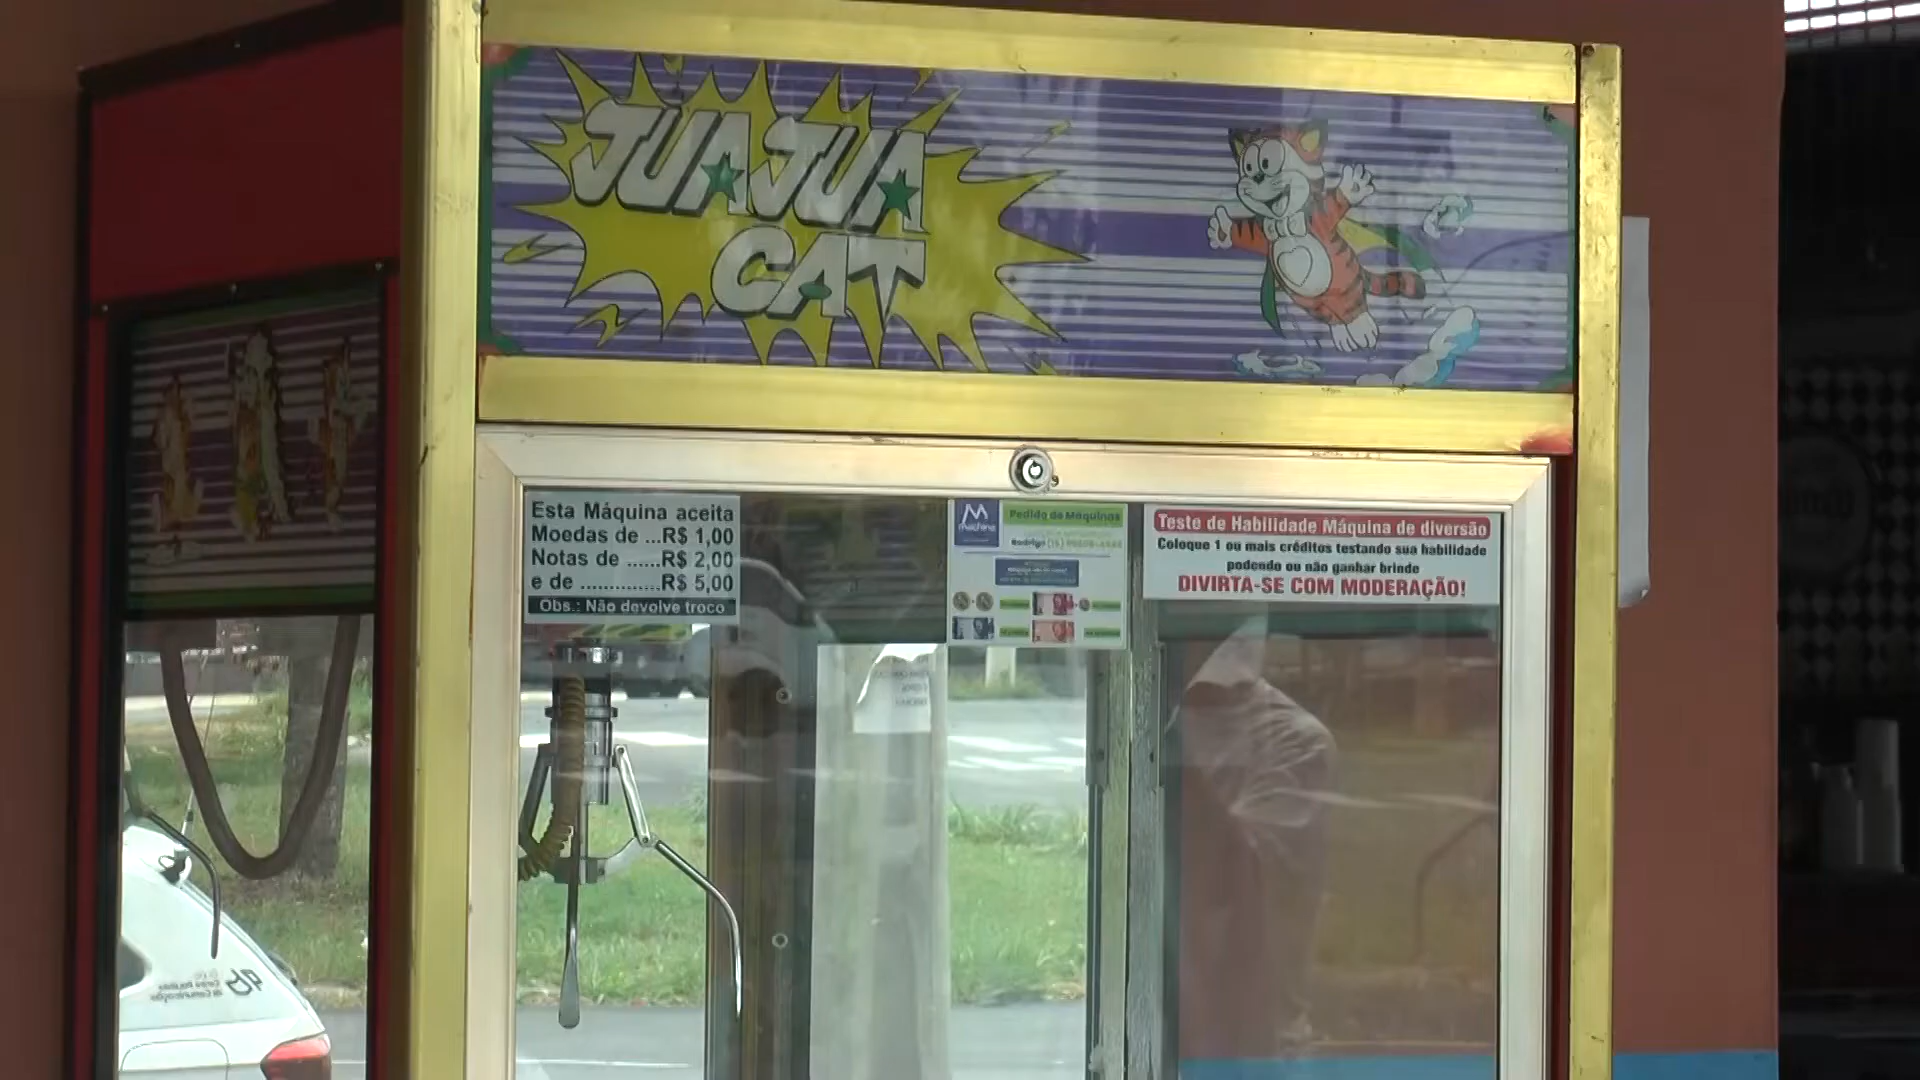 JUAJUA
CAT
Esta Máquina aceita
Moedas de ...R$ 1,00
Notas de ......R$ 2,00
e de ............R$ 5,00
Obs.: Não devolve troco
M
machine
Pedido de Máquinas
Rodrigo
Teste de Habilidade Máquina de diversão
Coloque 1 ou mais créditos testando sua habilidade
podendo ou não ganhar brinde
DIVIRTA-SE COM MODERAÇÃO!